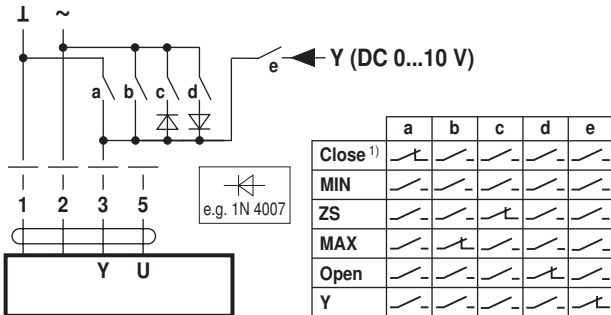 ⊥ ~
e Y (DC 0...10 V)
a b c d
1 2 3 5
e.g. 1N 4007
Y U
a b c d e
Close 1)
MIN
ZS
MAX
Open
Y